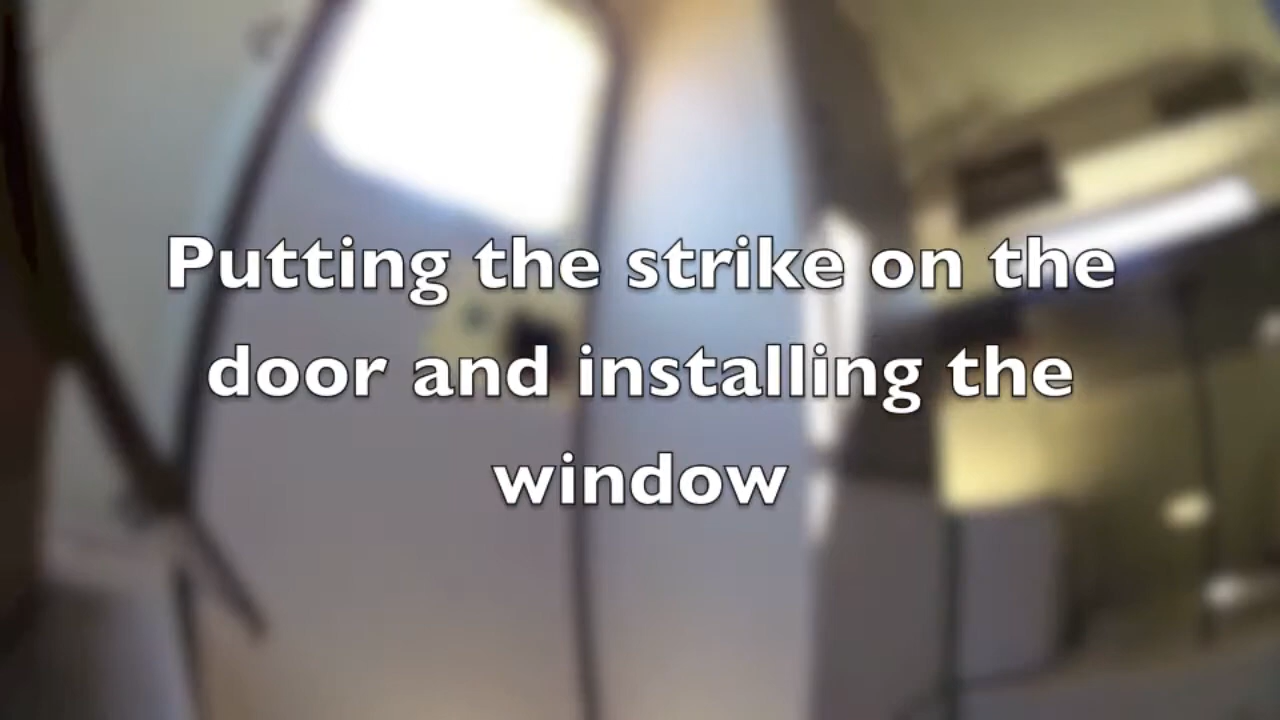 Putting the strike on the
door and installing the
window